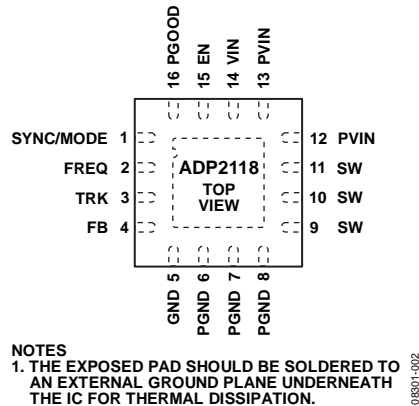 16 PGOOD
15 EN
14 VIN
13 PVIN
SYNC/MODE 1
FREQ 2
TRK 3
FB 4
ADP2118
TOP
VIEW
12 PVIN
11 SW
10 SW
9 SW
GND 5
PGND 6
PGND 7
PGND 8
NOTES
1. THE EXPOSED PAD SHOULD BE SOLDERED TO
AN EXTERNAL GROUND PLANE UNDERNEATH
THE IC FOR THERMAL DISSIPATION.
08301-002